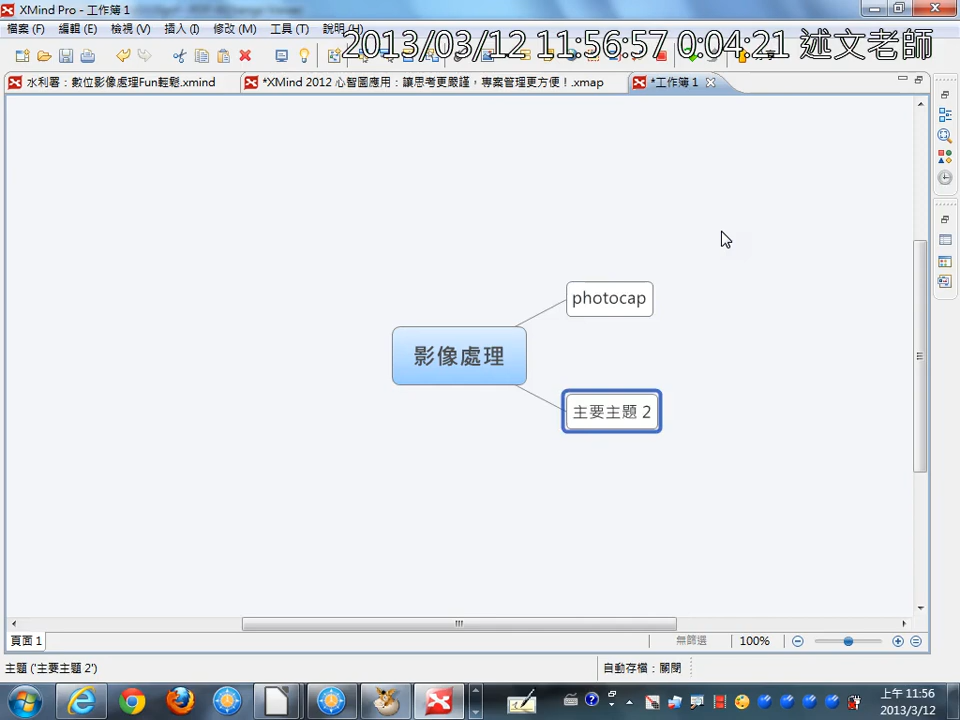 XMind Pro - 工作簿 1
檔案 (F) 編輯 (E) 檢視 (V) 插入 (I) 修改 (M) 工具 (T) 說明(H)
2013/03/12 11:56:57 0:04:21 述文老師
水利署：數位影像處理Fun輕鬆.xmind
*XMind 2012 心智圖應用：讓思考更嚴謹，專案管理更方便！.xmap
*工作簿 1
photocap
影像處理
主要主題 2
頁面 1
無篩選
100%
主題 ('主要主題 2')
自動存檔：關閉
上午 11:56
2013/3/12